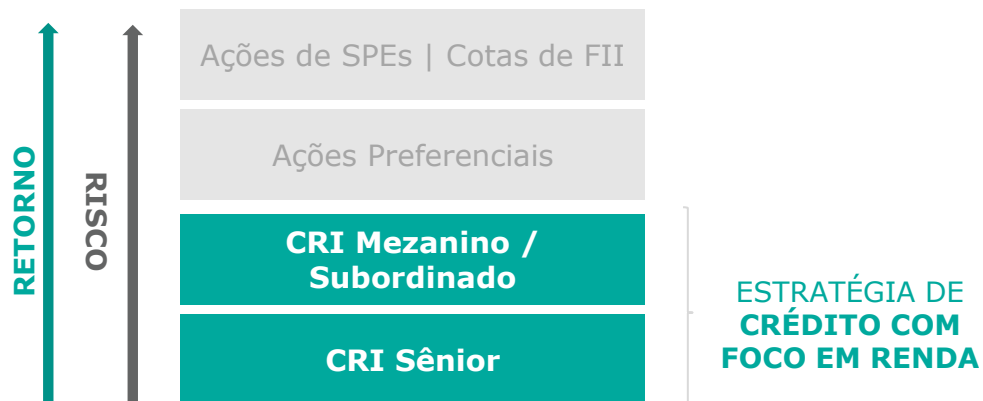 RETORNO
RISCO
Ações de SPEs | Cotas de FII
Ações Preferenciais
CRI Mezanino /
Subordinado
CRI Sênior
ESTRATÉGIA DE
CRÉDITO COM
FOCO EM RENDA